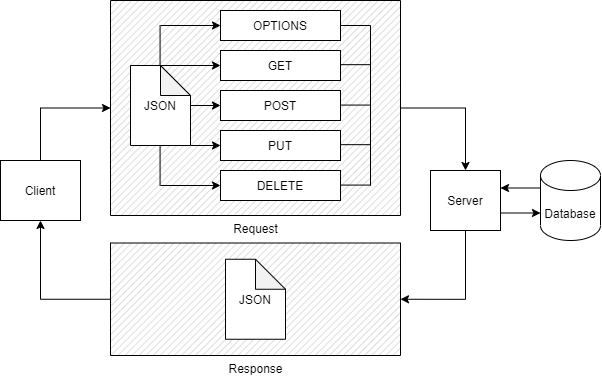 OPTIONS
GET
JSON
POST
PUT
DELETE
Client
Server
Database
Request
JSON
Response